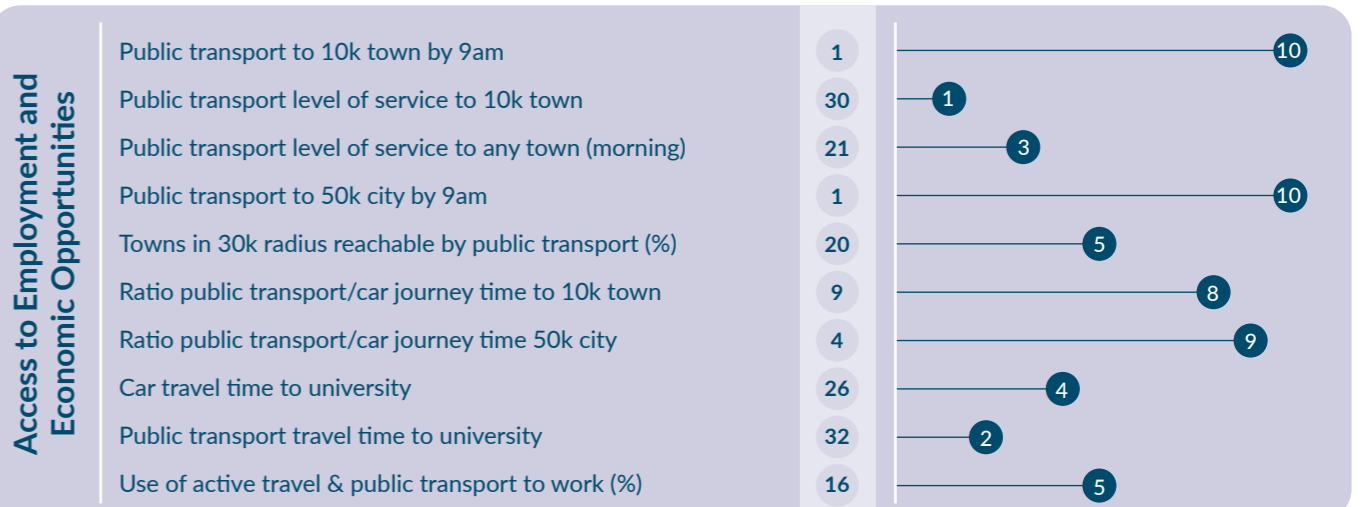 Access to Employment and
Economic Opportunities
Public transport to 10k town by 9am 1 10
Public transport level of service to 10k town 30 1
Public transport level of service to any town (morning) 21 3
Public transport to 50k city by 9am 1 10
Towns in 30k radius reachable by public transport (%) 20 5
Ratio public transport/car journey time to 10k town 9 8
Ratio public transport/car journey time 50k city 4 9
Car travel time to university 26 4
Public transport travel time to university 32 2
Use of active travel & public transport to work (%) 16 5